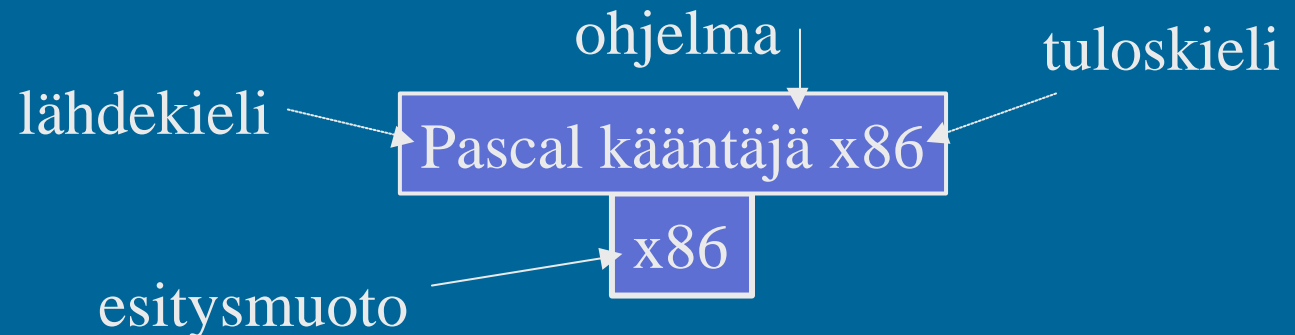 ohjelma
tuloskieli
lähdekieli
Pascal kääntäjä x86
x86
esitysmuoto